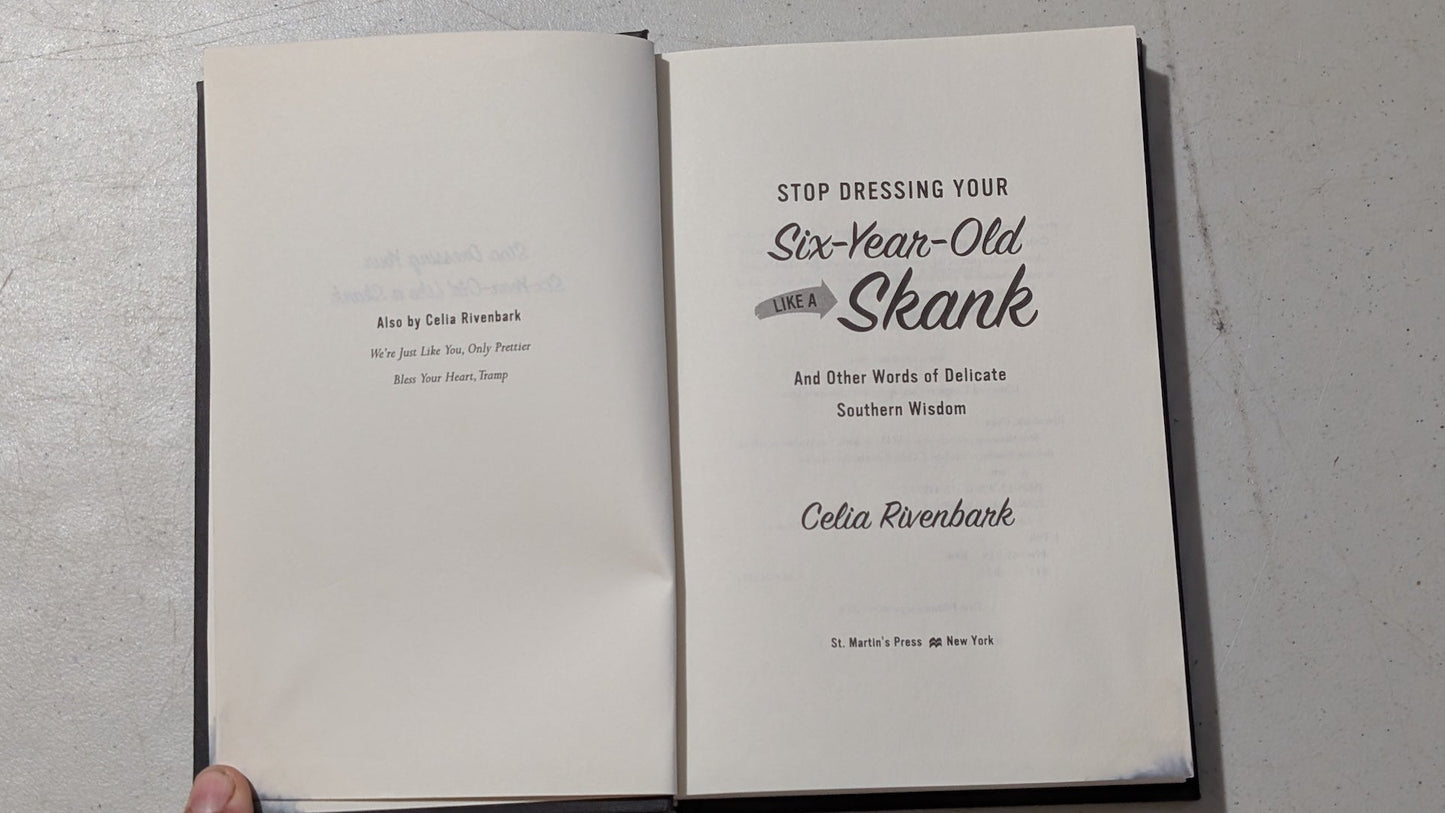 Also by Celia Rivenbark
We're Just Like You, Only Prettier
Bless Your Heart, Tramp
STOP DRESSING YOUR
Six-Year-Old
LIKE A Skank
And Other Words of Delicate
Southern Wisdom
Celia Rivenbark
St. Martin's Press New York